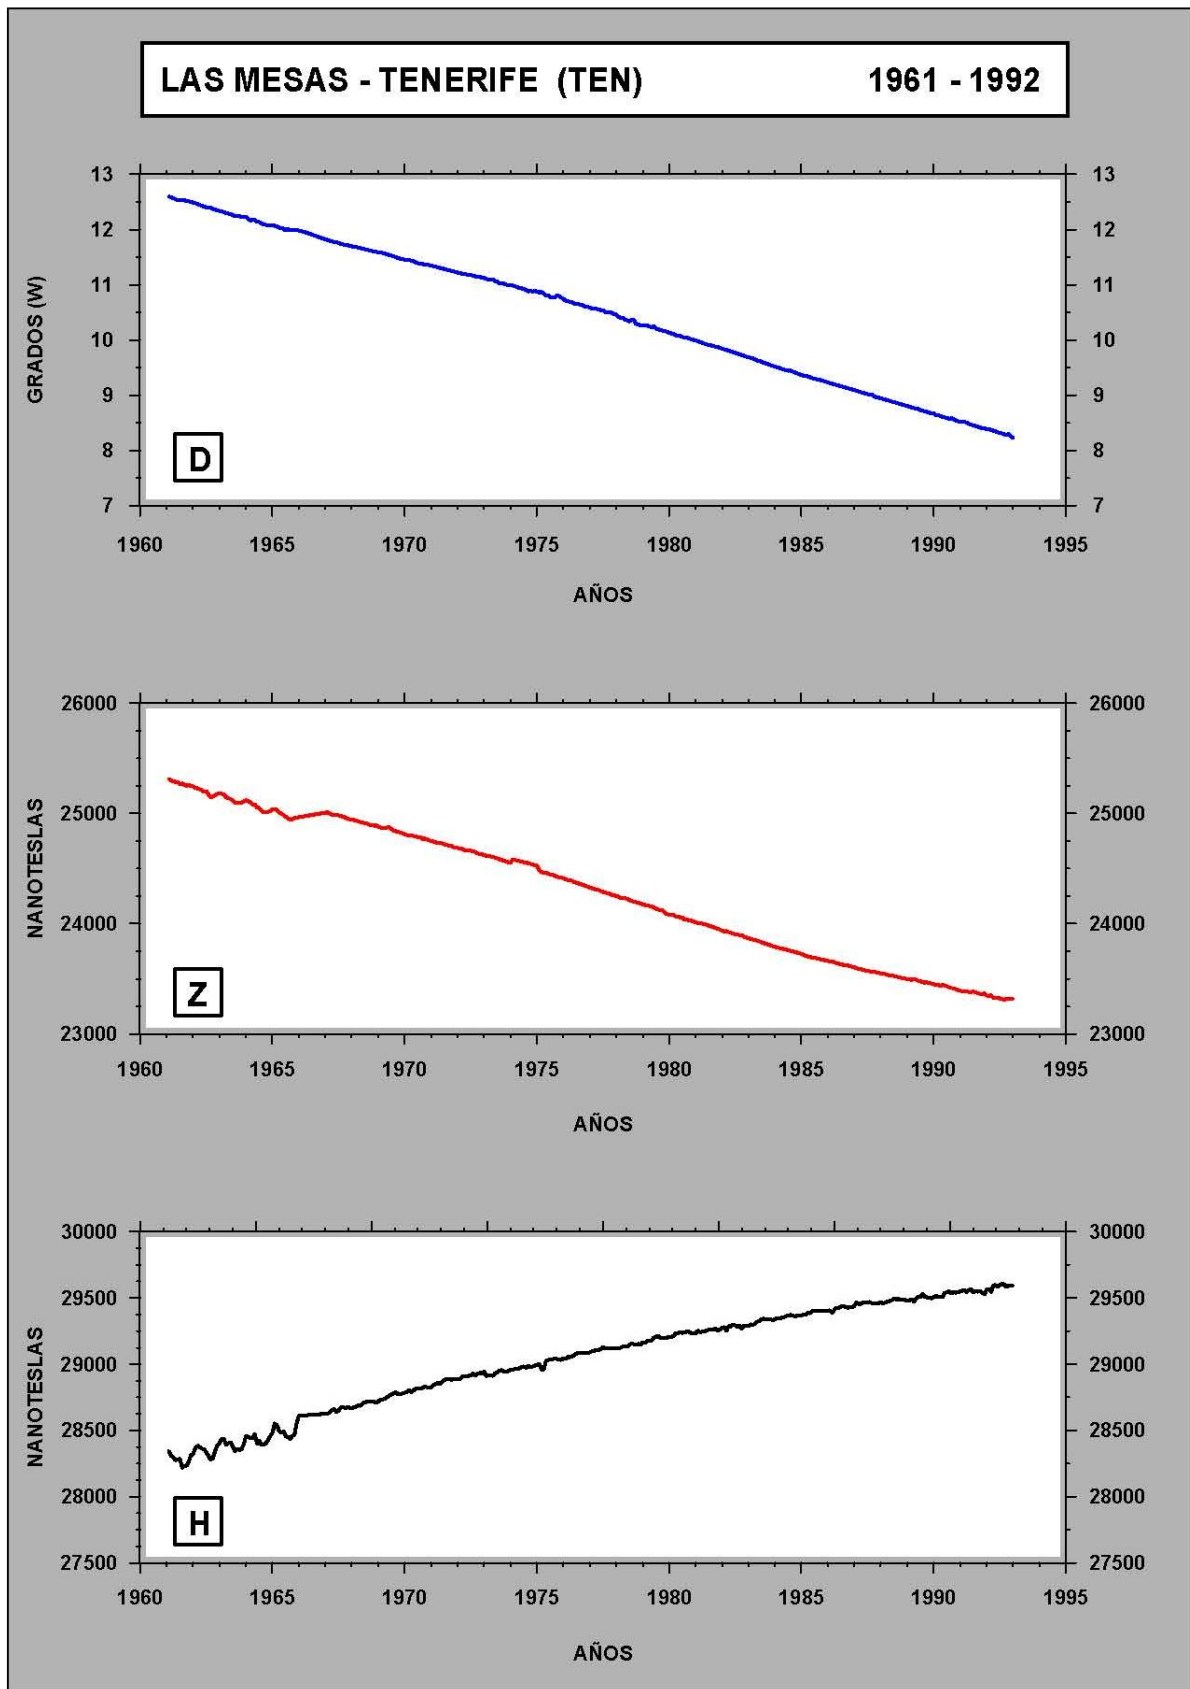 LAS MESAS - TENERIFE (TEN) 1961 - 1992
13 13
12 12
11 11
10 10
9 9
8 8
7 7
GRADOS (W)
D
1960 1965 1970 1975 1980 1985 1990 1995
AÑOS
26000 26000
25000 25000
24000 24000
23000 23000
NANOTESLAS
Z
1960 1965 1970 1975 1980 1985 1990 1995
AÑOS
30000 30000
29500 29500
29000 29000
28500 28500
28000 28000
27500 27500
NANOTESLAS
H
1960 1965 1970 1975 1980 1985 1990 1995
AÑOS